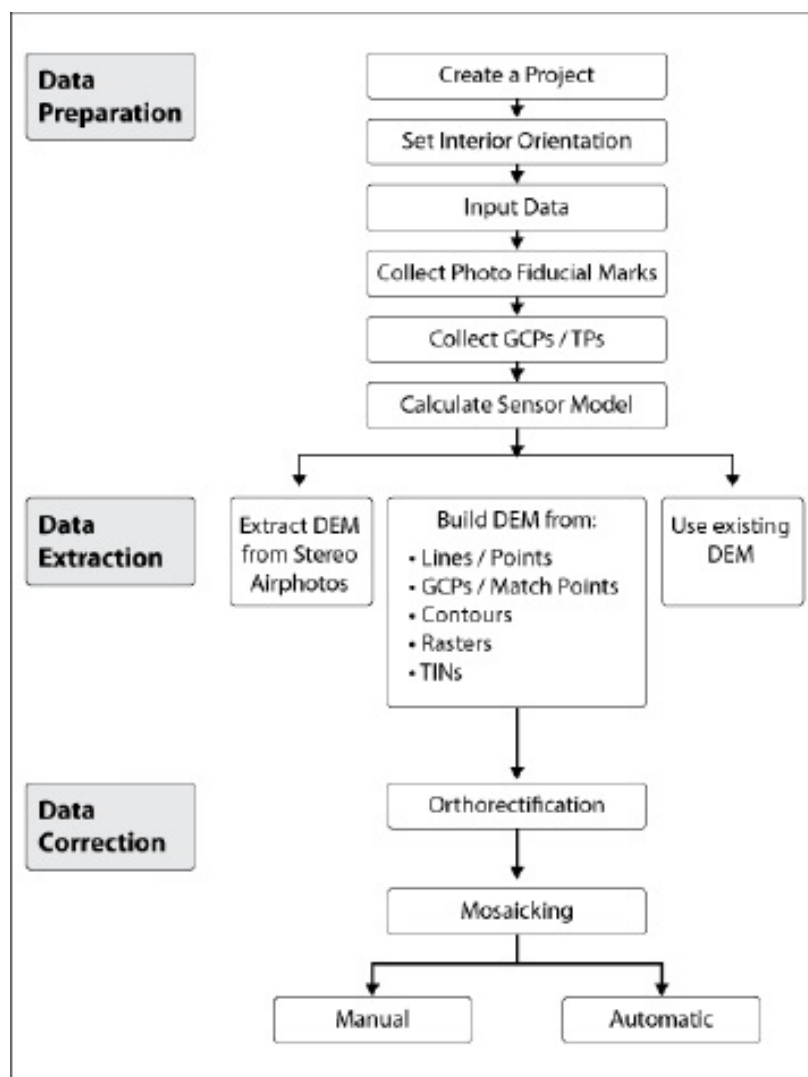 Data
Preparation
Create a Project
Set Interior Orientation
Input Data
Collect Photo Fiducial Marks
Collect GCPs / TPs
Calculate Sensor Model
Data
Extraction
Extract DEM
from Stereo
Airphotos
Build DEM from:
• Lines / Points
• GCPs / Match Points
• Contours
• Rasters
• TINs
Use existing
DEM
Data
Correction
Orthorectification
Mosaicking
Manual
Automatic